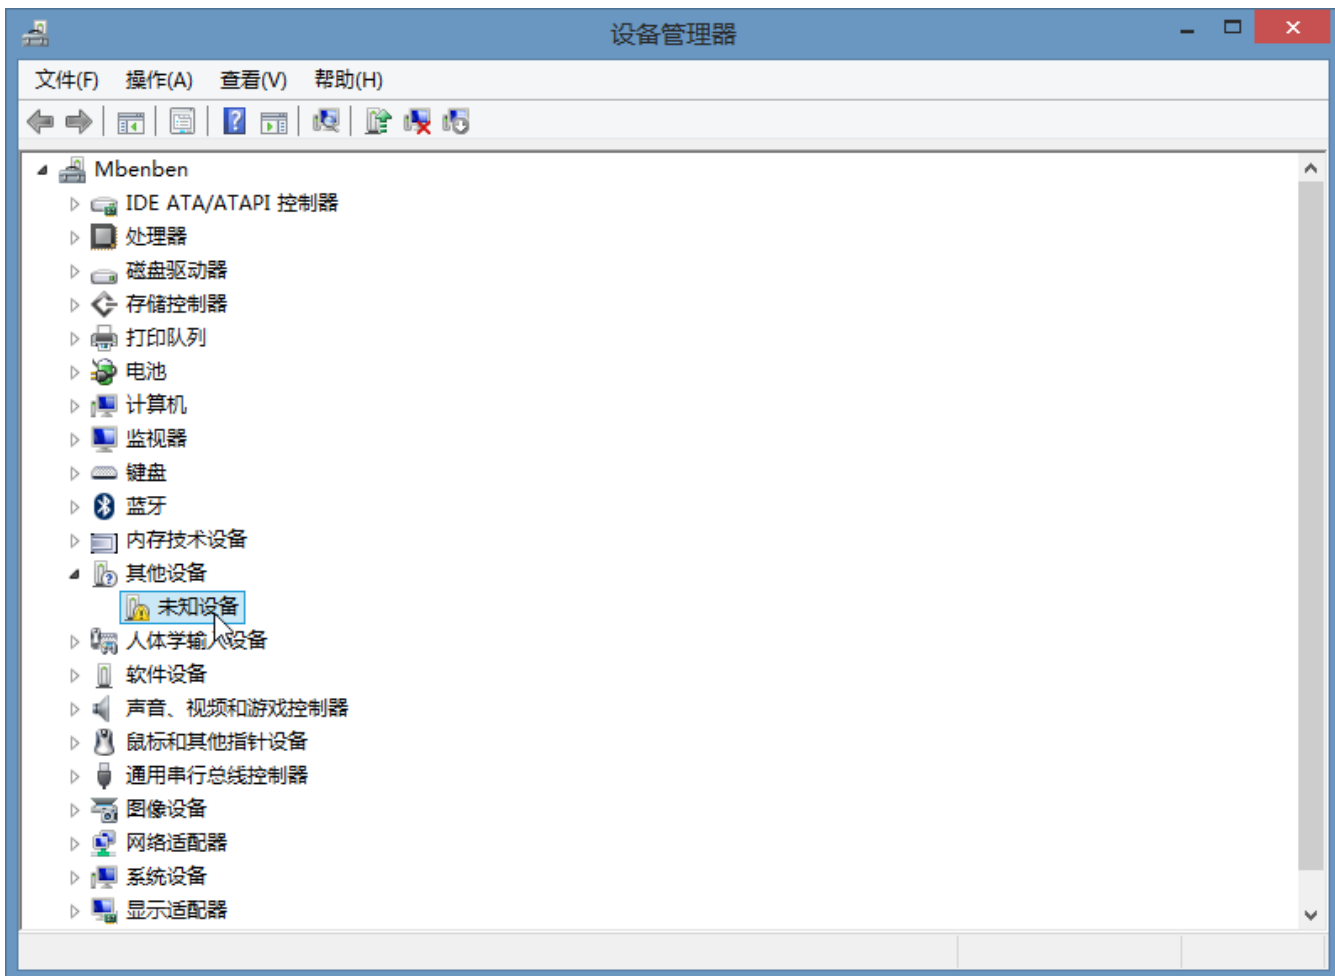 设备管理器
文件(F) 操作(A) 查看(V) 帮助(H)
Mbenben
IDE ATA/ATAPI 控制器
处理器
磁盘驱动器
存储控制器
打印队列
电池
计算机
监视器
键盘
蓝牙
内存技术设备
其他设备
未知设备
人体学输入设备
软件设备
声音、视频和游戏控制器
鼠标和其他指针设备
通用串行总线控制器
图像设备
网络适配器
系统设备
显示适配器